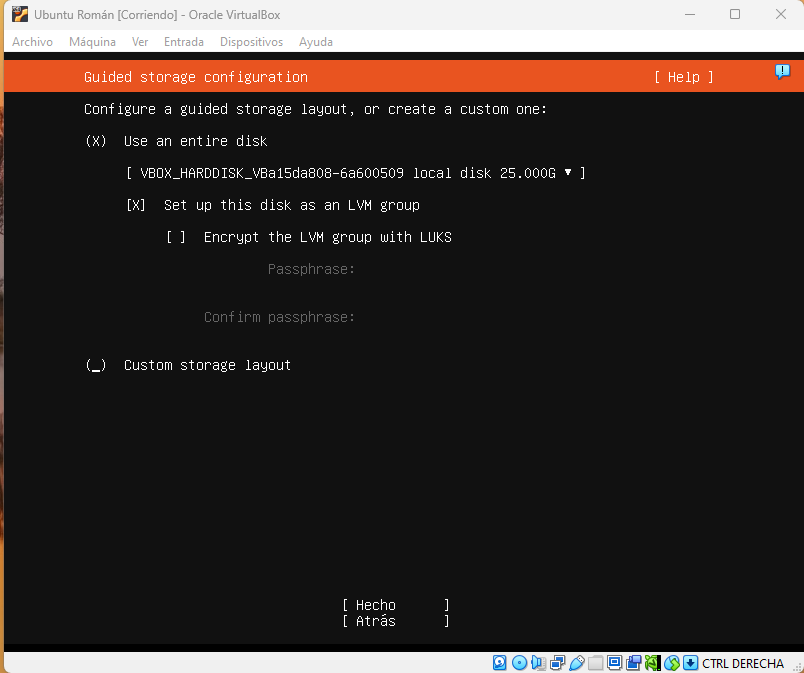 Ubuntu Román [Corriendo] - Oracle VirtualBox
Archivo Máquina Ver Entrada Dispositivos Ayuda
Guided storage configuration [ Help ]
Configure a guided storage layout, or create a custom one:
(X) Use an entire disk
[ VBOX_HARDDISK_VBa15da808-6a600509 local disk 25.000G ▾ ]
[X] Set up this disk as an LVM group
[ ] Encrypt the LVM group with LUKS
Passphrase:
Confirm passphrase:
(_) Custom storage layout
[ Hecho ]
[ Atrás ]
CTRL DERECHA